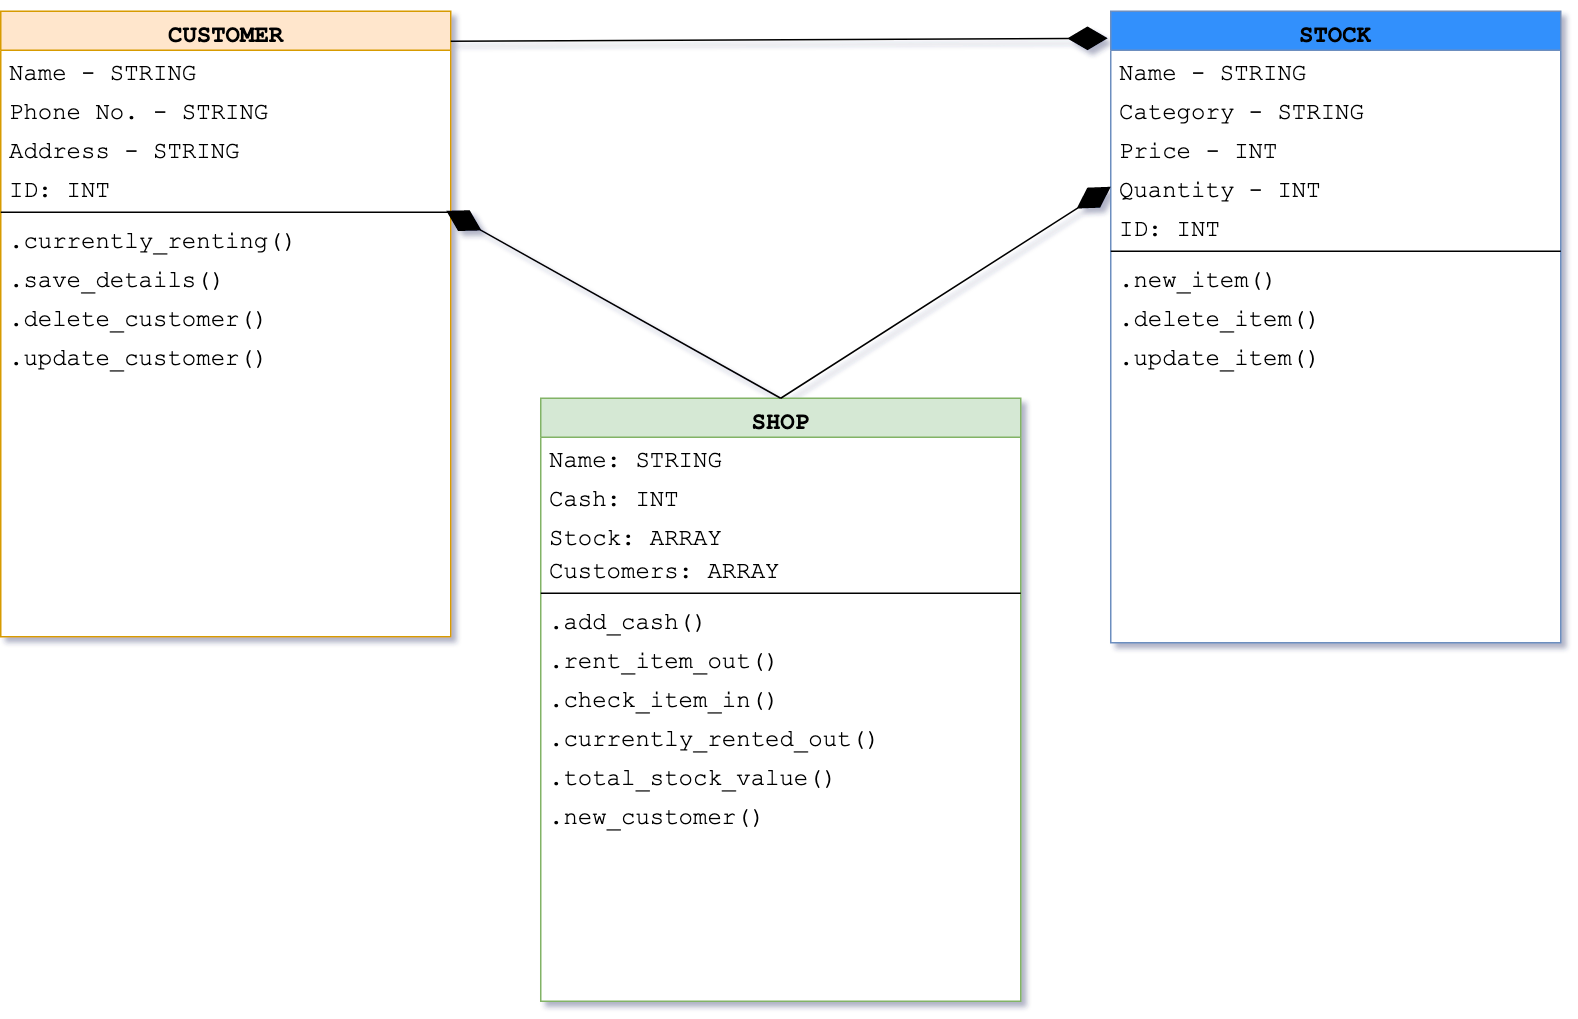 CUSTOMER
Name - STRING
Phone No. - STRING
Address - STRING
ID: INT
.currently_renting()
.save_details()
.delete_customer()
.update_customer()
STOCK
Name - STRING
Category - STRING
Price - INT
Quantity - INT
ID: INT
.new_item()
.delete_item()
.update_item()
SHOP
Name: STRING
Cash: INT
Stock: ARRAY
Customers: ARRAY
.add_cash()
.rent_item_out()
.check_item_in()
.currently_rented_out()
.total_stock_value()
.new_customer()